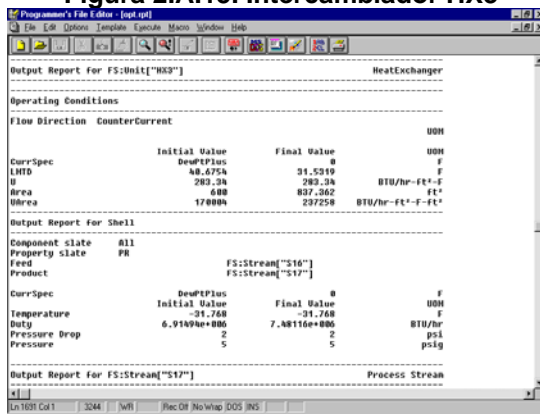 Figura 2.A.16. Intercambiador HX3
Programmer's File Editor - [opt.rpt]
File Edit Options Template Execute Macro Window Help
Output Report for FS:Unit["HX3"] HeatExchanger
Operating Conditions
Flow Direction CounterCurrent
UOM
Initial Value Final Value UOM
CurrSpec DewPtPlus 0 F
LMTD 40.6754 31.5319 F
U 283.34 283.34 BTU/hr-ft²-F
Area 600 837.362 ft²
UArea 170004 237258 BTU/hr-ft²-F-ft²
Output Report for Shell
Component slate All
Property slate PR
Feed FS:Stream["S16"]
Product FS:Stream["S17"]
CurrSpec DewPtPlus 0 F
Initial Value Final Value UOM
Temperature -31.768 -31.768 F
Duty 6.91494e+006 7.48116e+006 BTU/hr
Pressure Drop 2 2 psi
Pressure 5 5 psig
Output Report for FS:Stream["S17"] Process Stream
Ln 1691 Col 1 3244 WR Rec Off No Wrap DOS INS